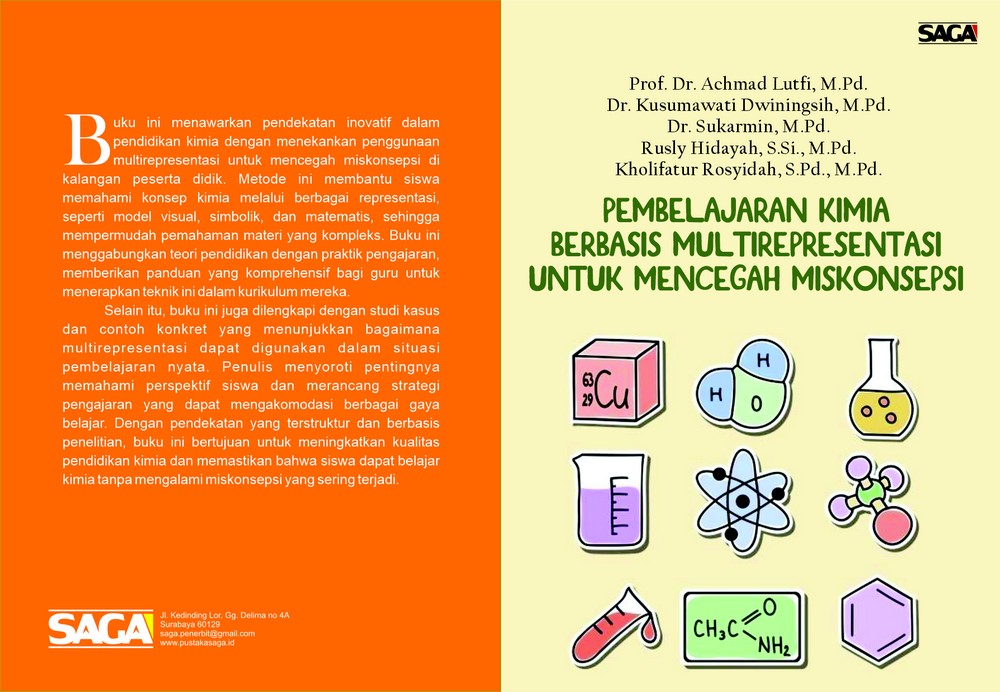 Buku ini menawarkan pendekatan inovatif dalam
pendidikan kimia dengan menekankan penggunaan
multirepresentasi untuk mencegah miskonsepsi di
kalangan peserta didik. Metode ini membantu siswa
memahami konsep kimia melalui berbagai representasi,
seperti model visual, simbolik, dan matematis, sehingga
mempermudah pemahaman materi yang kompleks. Buku ini
menggabungkan teori pendidikan dengan praktik pengajaran,
memberikan panduan yang komprehensif bagi guru untuk
menerapkan teknik ini dalam kurikulum mereka.
Selain itu, buku ini juga dilengkapi dengan studi kasus
dan contoh konkret yang menunjukkan bagaimana
multirepresentasi dapat digunakan dalam situasi
pembelajaran nyata. Penulis menyoroti pentingnya
memahami perspektif siswa dan merancang strategi
pengajaran yang dapat mengakomodasi berbagai gaya
belajar. Dengan pendekatan yang terstruktur dan berbasis
penelitian, buku ini bertujuan untuk meningkatkan kualitas
pendidikan kimia dan memastikan bahwa siswa dapat belajar
kimia tanpa mengalami miskonsepsi yang sering terjadi.
SAGA
Jl. Kedinding Lor, Gg. Delima no 4A
Surabaya 60129
saga.penerbit@gmail.com
www.pustakasaga.id
SAGA
Prof. Dr. Achmad Lutfi, M.Pd.
Dr. Kusumawati Dwiningsih, M.Pd.
Dr. Sukarmin, M.Pd.
Rusly Hidayah, S.Si., M.Pd.
Kholifatur Rosyidah, S.Pd., M.Pd.
PEMBELAJARAN KIMIA
BERBASIS MULTIREPRESENTASI
UNTUK MENCEGAH MISKONSEPSI
63
29
Cu
H
H
O
O
CH3C
NH2